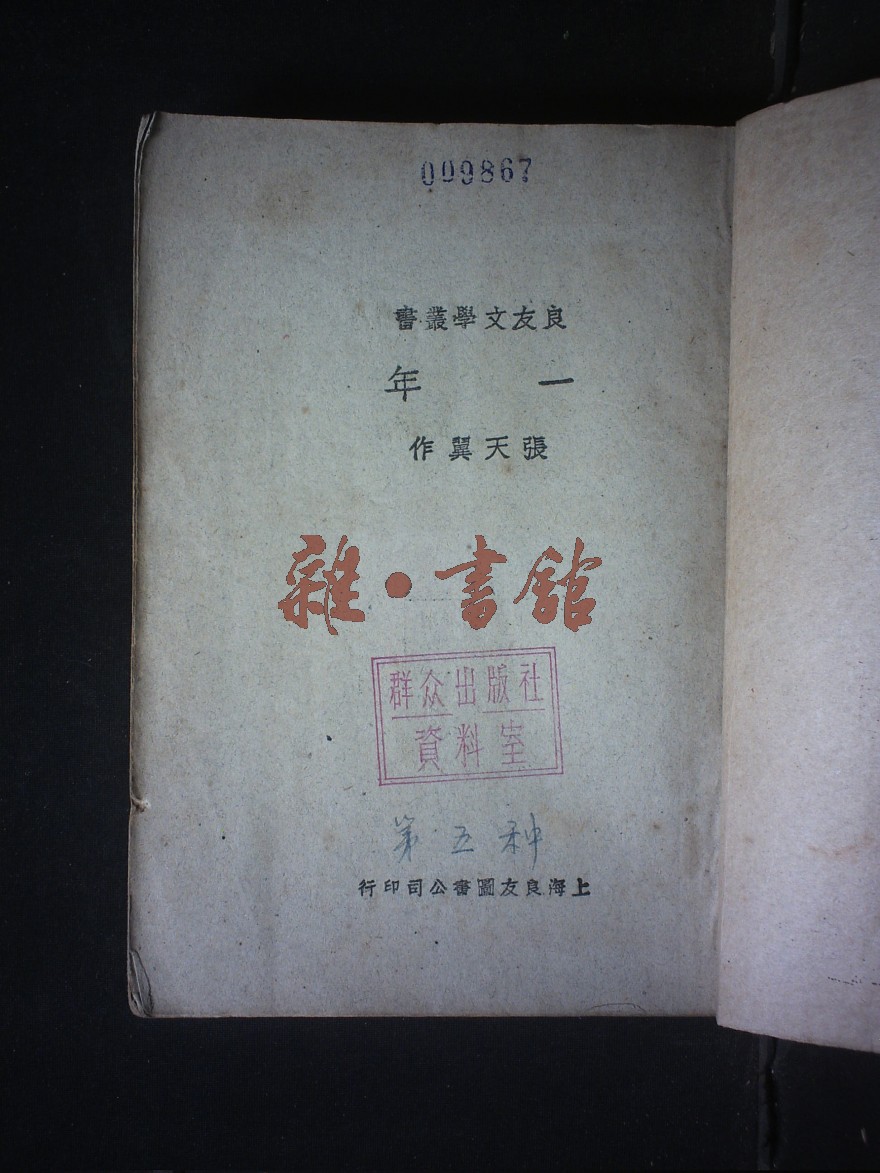 009867
良友文學叢書
一年
張天翼作
雜·書館
群众出版社
資料室
第五种
上海良友圖書公司印行